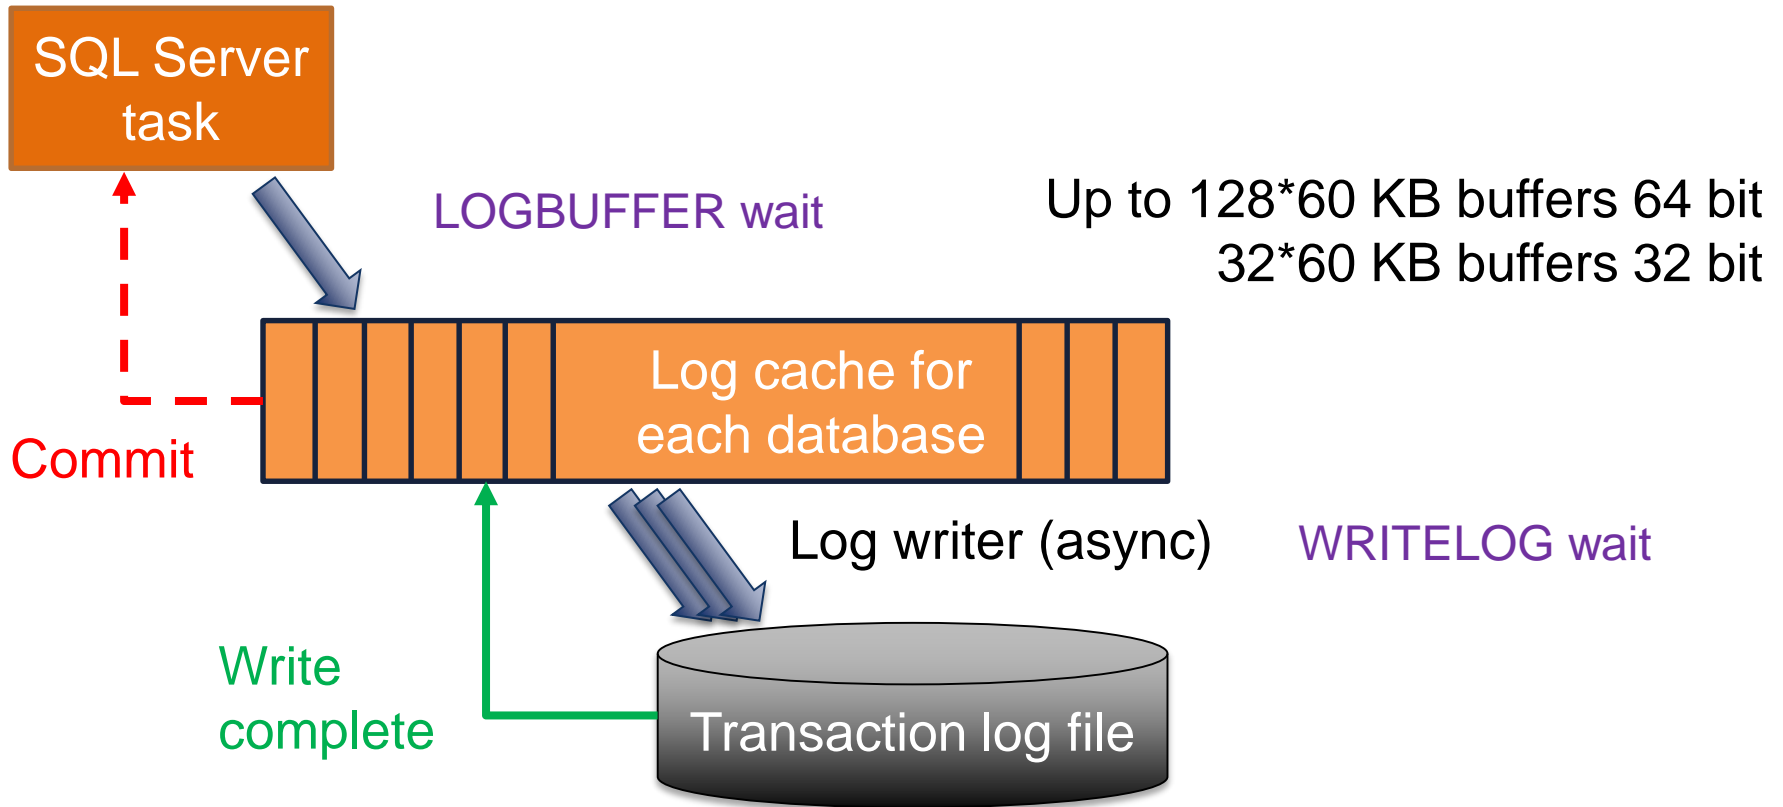 SQL Server
task
LOGBUFFER wait
Up to 128*60 KB buffers 64 bit
32*60 KB buffers 32 bit
Log cache for
each database
Commit
Log writer (async)
WRITELOG wait
Write
complete
Transaction log file